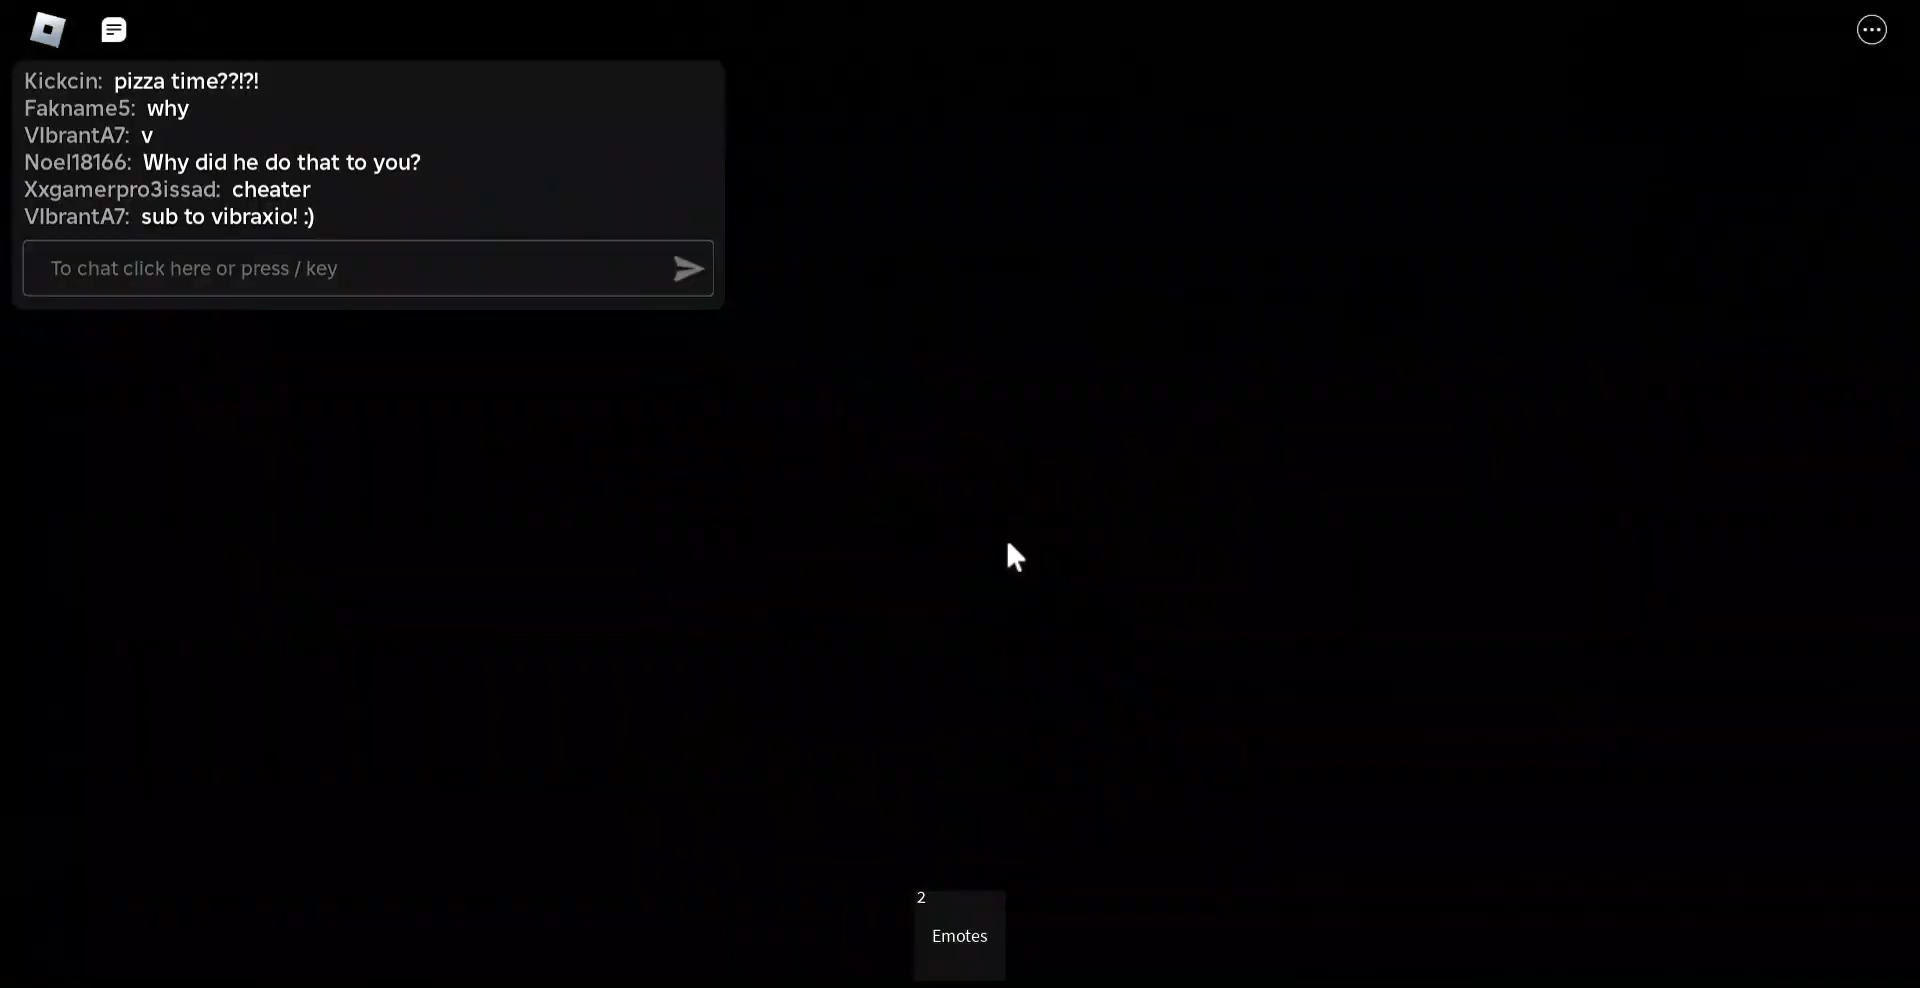 Kickcin: pizza time??!?!
Fakname5: why
VIbrantA7: v
Noel18166: Why did he do that to you?
Xxgamerpro3issad: cheater
VIbrantA7: sub to vibraxio! :)
To chat click here or press / key
2
Emotes